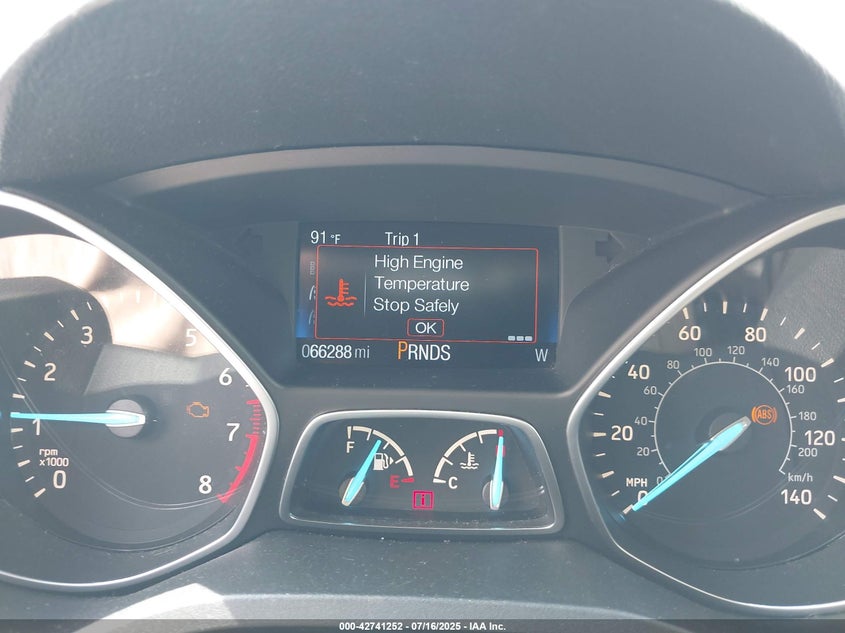 91 °F Trip 1
High Engine
Temperature
Stop Safely
OK
066288 mi PRNDS W
0
1
2
3
5
6
7
8
rpm
x1000
F
E
i
C
0
20
40
60
80
100
120
140
MPH
0
20
40
60
80
100
120
140
160
180
200
km/h
ABS
000-42741252 - 07/16/2025 - IAA Inc.